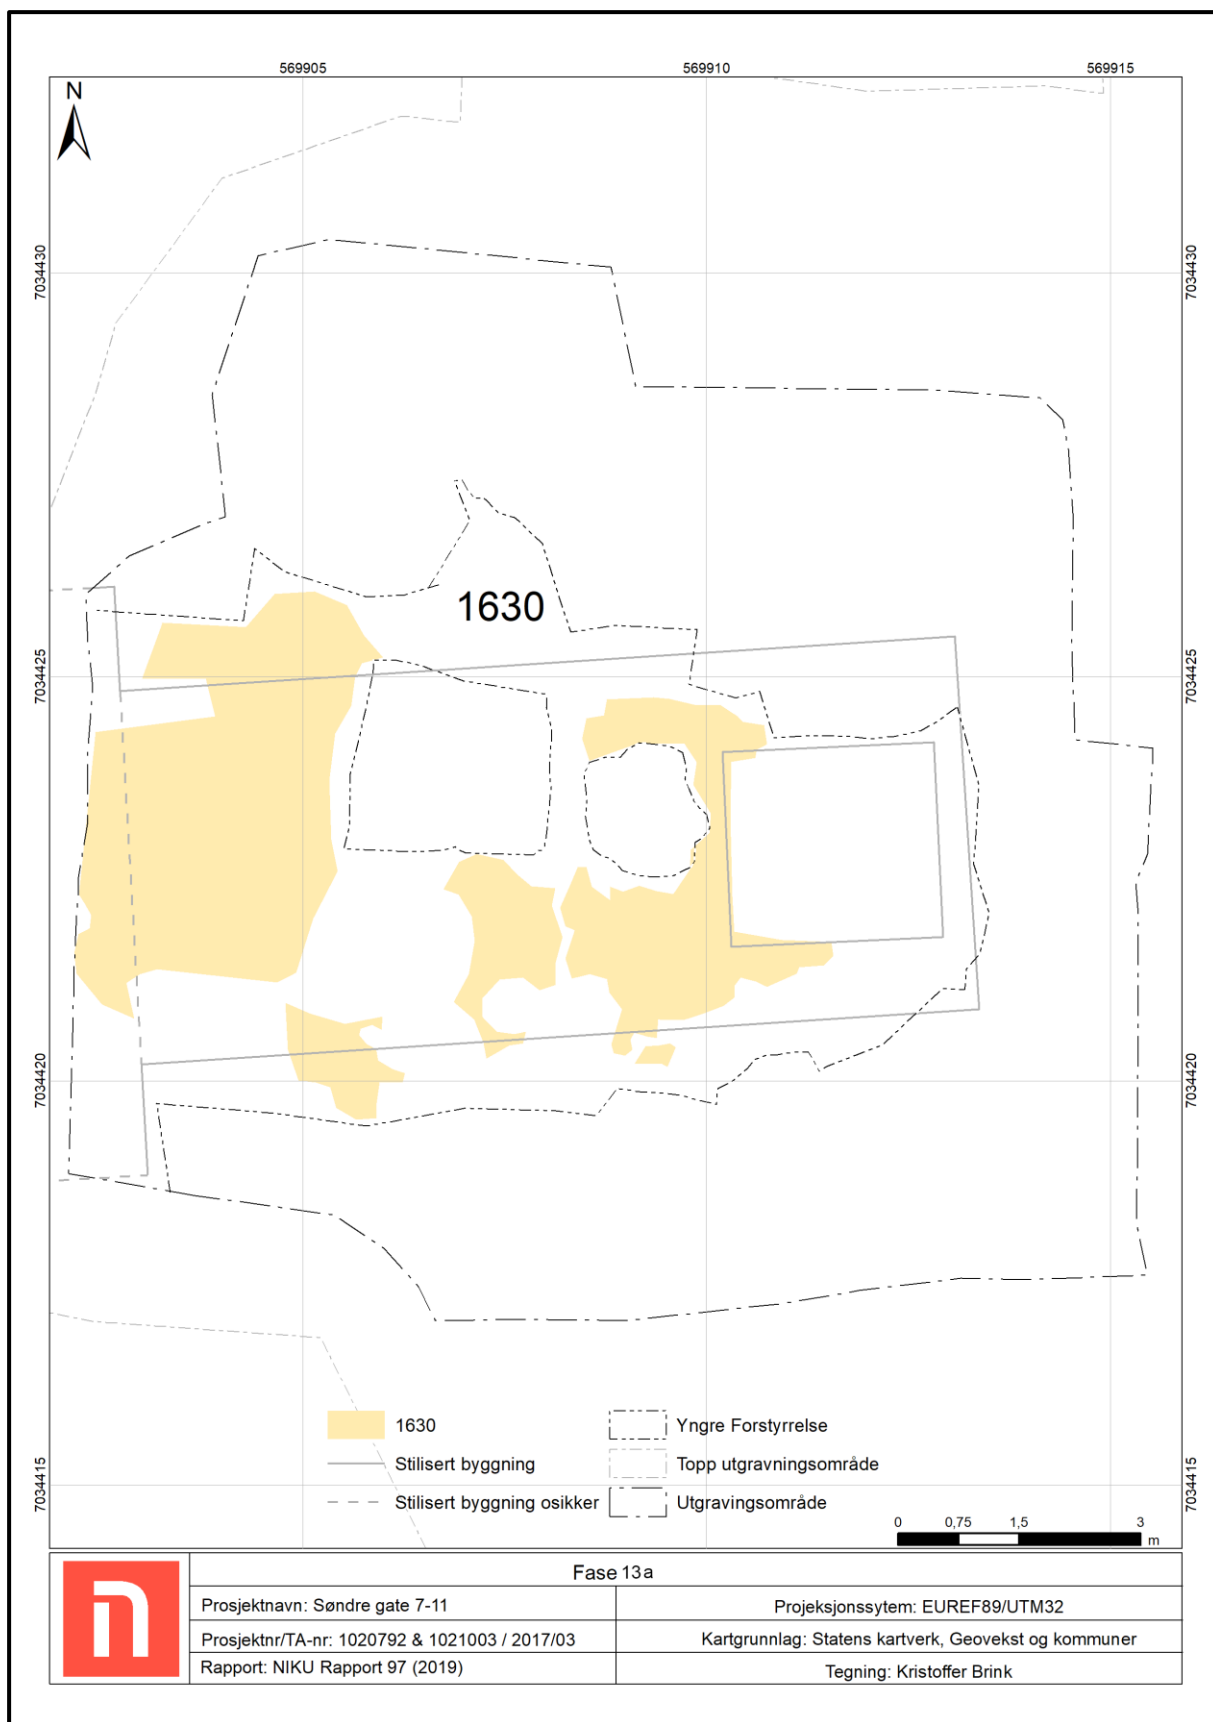 569905 569910 569915
N
7034430 7034430
1630
7034425 7034425
7034420 7034420
1630 Yngre Forstyrrelse
Stilisert byggning Topp utgravningsområde
Stilisert byggning osikker Utgravingsområde
7034415 7034415
0 0,75 1,5 3
m
Fase 13a
Prosjektnavn: Søndre gate 7-11 Projeksjonssytem: EUREF89/UTM32
Prosjektnr/TA-nr: 1020792 & 1021003 / 2017/03 Kartgrunnlag: Statens kartverk, Geovekst og kommuner
Rapport: NIKU Rapport 97 (2019) Tegning: Kristoffer Brink